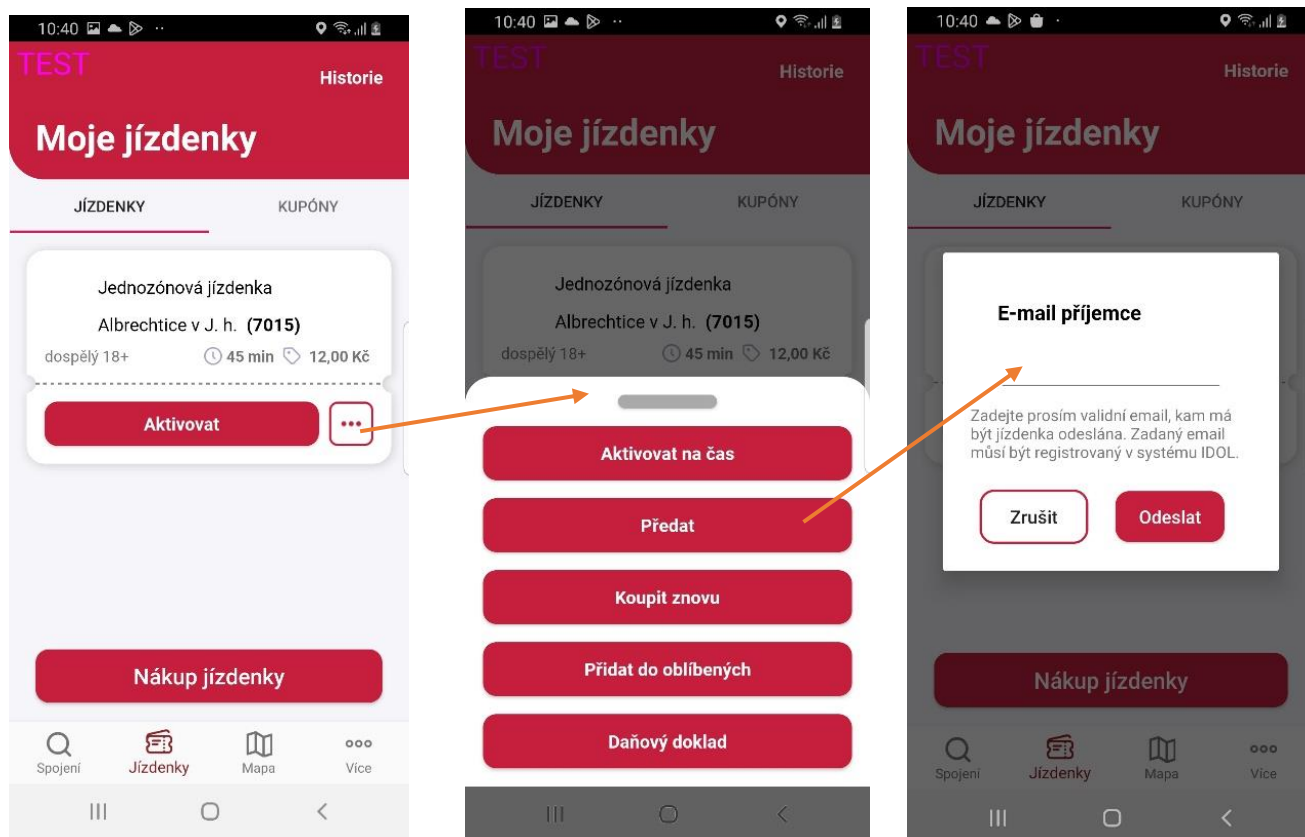 10:40
TEST
Historie
Moje jízdenky
JÍZDENKY KUPÓNY
Jednozónová jízdenka
Albrechtice v J. h. (7015)
dospělý 18+ 45 min 12,00 Kč
Aktivovat
Nákup jízdenky
Spojení Jízdenky Mapa Více
10:40
TEST
Historie
Moje jízdenky
JÍZDENKY KUPÓNY
Jednozónová jízdenka
Albrechtice v J. h. (7015)
dospělý 18+ 45 min 12,00 Kč
Aktivovat na čas
Předat
Koupit znovu
Přidat do oblíbených
Daňový doklad
10:40
TEST
Historie
Moje jízdenky
JÍZDENKY KUPÓNY
E-mail příjemce
Zadejte prosím validní email, kam má
být jízdenka odeslána. Zadaný email
můsí být registrovaný v systému IDOL.
Zrušit Odeslat
Nákup jízdenky
Spojení Jízdenky Mapa Více